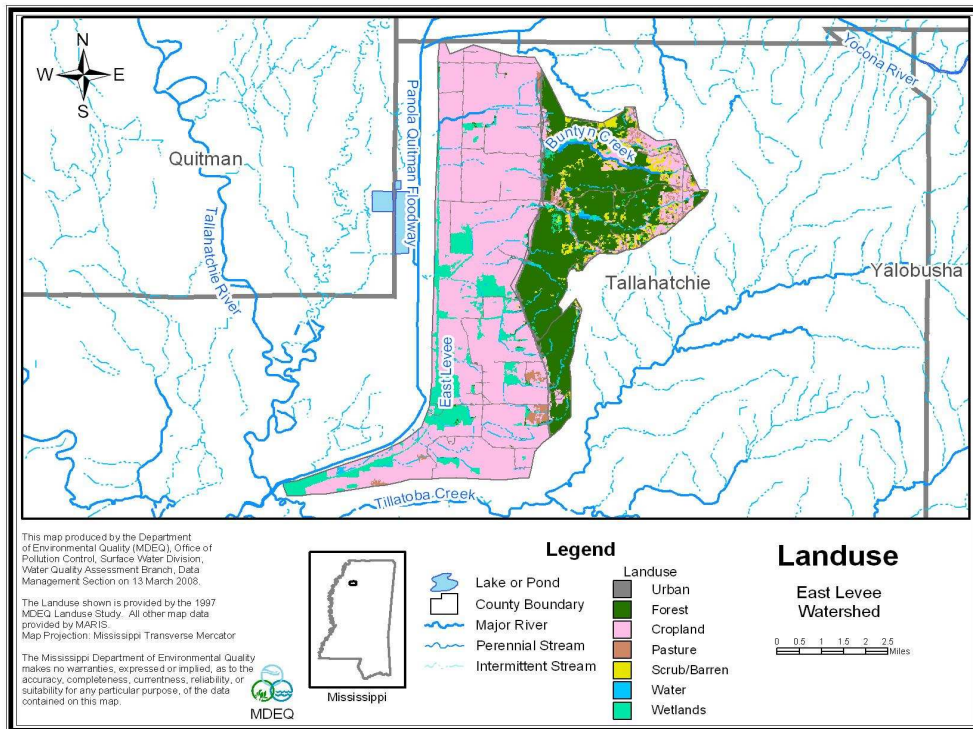 N
W E
S
Quitman
Tallahatchie River
Panola Quitman Floodway
East Levee
Buntyn Creek
Yocona River
Tallahatchie
Yalobusha
Tillatoba Creek
This map produced by the Department
of Environmental Quality (MDEQ), Office of
Pollution Control, Surface Water Division,
Water Quality Assessment Branch, Data
Management Section on 13 March 2008.
The Landuse shown is provided by the 1997
MDEQ Landuse Study. All other map data
provided by MARIS.
Map Projection: Mississippi Transverse Mercator
The Mississippi Department of Environmental Quality
makes no warranties, expressed or implied, as to the
accuracy, completeness, currentness, reliability, or
suitability for any particular purpose, of the data
contained on this map.
MDEQ
Mississippi
Legend
Lake or Pond
County Boundary
Major River
Perennial Stream
Intermittent Stream
Landuse
Urban
Forest
Cropland
Pasture
Scrub/Barren
Water
Wetlands
Landuse
East Levee
Watershed
0 0.5 1 1.5 2 2.5
Miles